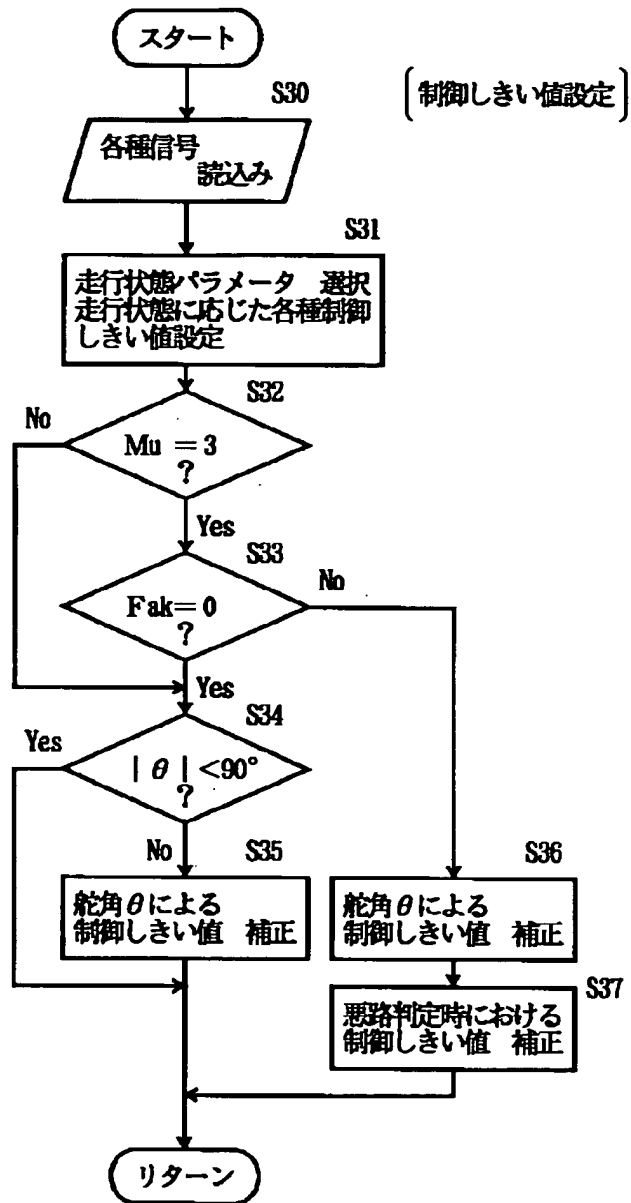 スタート
S30
〔制御しきい値設定〕
各種信号
読込み
S31
走行状態パラメータ 選択
走行状態に応じた各種制御
しきい値設定
S32
No
Mu = 3
?
Yes
S33
No
Fak= 0
?
Yes
S34
Yes
| θ | <90°
?
No
S35
S36
舵角θによる
制御しきい値 補正
舵角θによる
制御しきい値 補正
S37
悪路判定時における
制御しきい値 補正
リターン